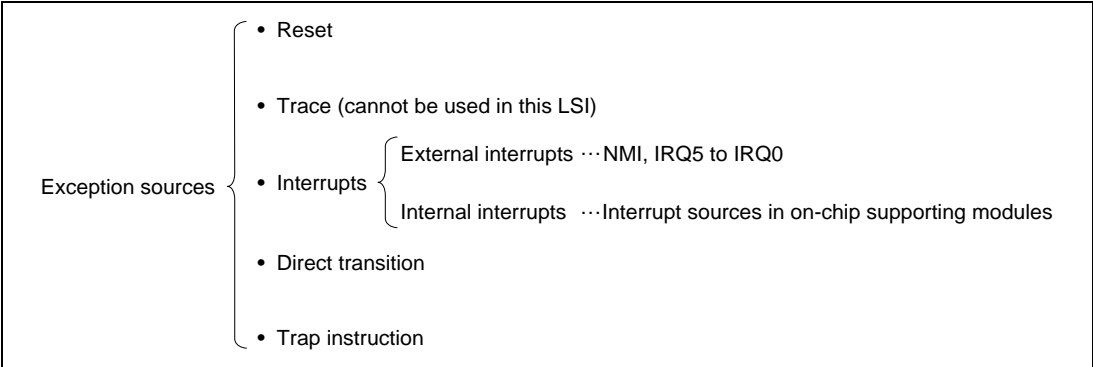 • Reset
• Trace (cannot be used in this LSI)
External interrupts ···NMI, IRQ5 to IRQ0
Exception sources
• Interrupts
Internal interrupts ···Interrupt sources in on-chip supporting modules
• Direct transition
• Trap instruction